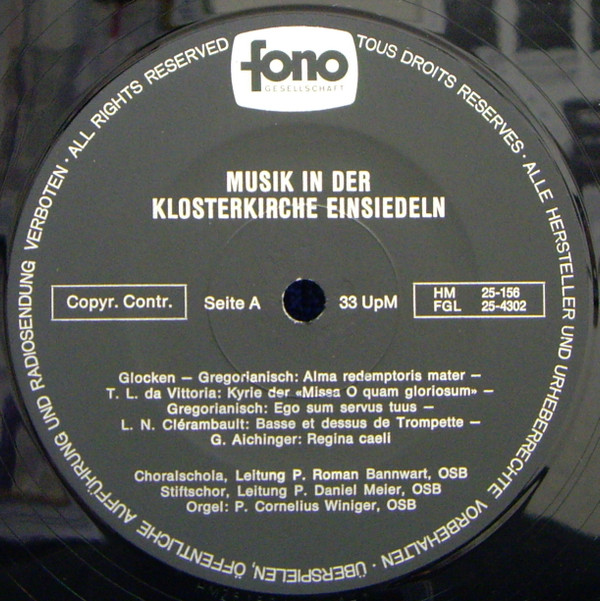 fono
GESELLSCHAFT
MUSIK IN DER
KLOSTERKIRCHE EINSIEDELN
Copyr. Contr.
Seite A
33 UpM
HM 25-156
FGL 25-4302
Glocken – Gregorianisch: Alma redemptoris mater –
T. L. da Vittoria: Kyrie der «Missa O quam gloriosum» –
Gregorianisch: Ego sum servus tuus –
L. N. Clérambault: Basse et dessus de Trompette –
G. Aichinger: Regina caeli
Choralschola, Leitung P. Roman Bannwart, OSB
Stiftschor, Leitung P. Daniel Meier, OSB
Orgel: P. Cornelius Winiger, OSB
TOUS DROITS RESERVES · ALLE HERSTELLER UND URHEBERRECHTE VORBEHALTEN · ÜBERSPIELEN, ÖFFENTLICHE AUFFÜHRUNG UND RADIOSENDUNG VERBOTEN · ALL RIGHTS RESERVED